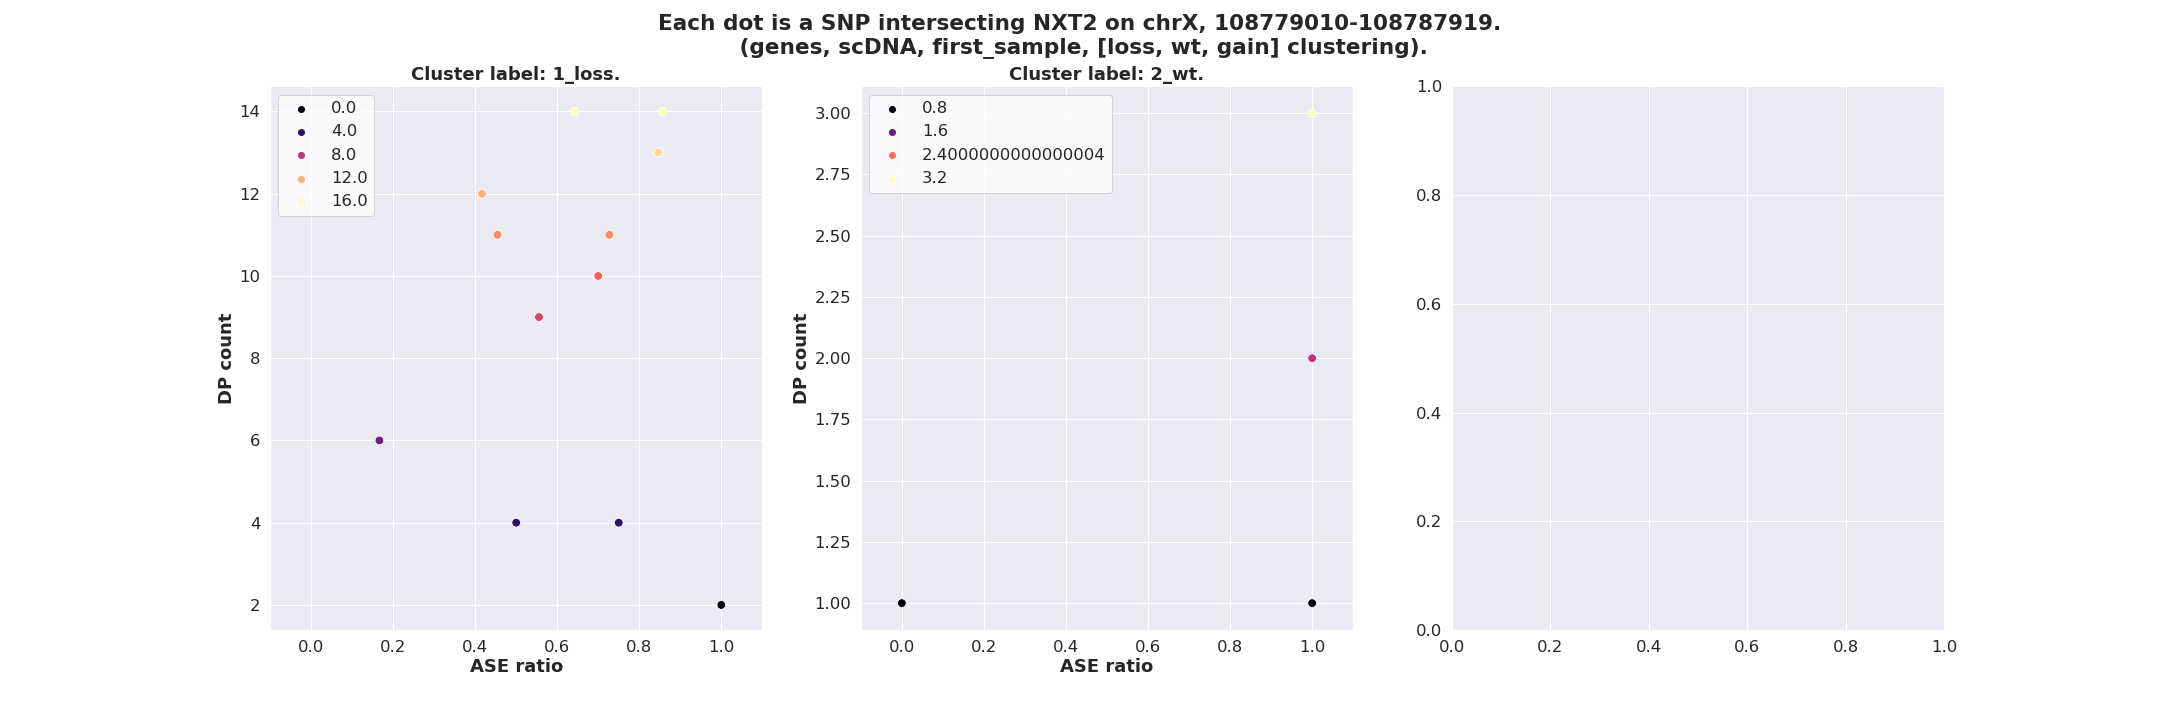 Each dot is a SNP intersecting NXT2 on chrX, 108779010-108787919.
(genes, scDNA, first_sample, [loss, wt, gain] clustering).
Cluster label: 1_loss.
0.0
4.0
8.0
12.0
16.0
14
12
10
8
6
4
2
DP count
0.0 0.2 0.4 0.6 0.8 1.0
ASE ratio
Cluster label: 2_wt.
0.8
1.6
2.4000000000000004
3.2
3.00
2.75
2.50
2.25
2.00
1.75
1.50
1.25
1.00
DP count
0.0 0.2 0.4 0.6 0.8 1.0
ASE ratio
1.0
0.8
0.6
0.4
0.2
0.0
0.0 0.2 0.4 0.6 0.8 1.0